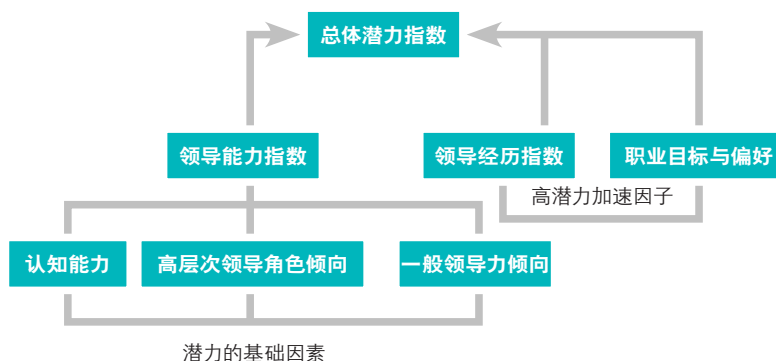 总体潜力指数
领导能力指数
领导经历指数
职业目标与偏好
高潜力加速因子
认知能力
高层次领导角色倾向
一般领导力倾向
潜力的基础因素